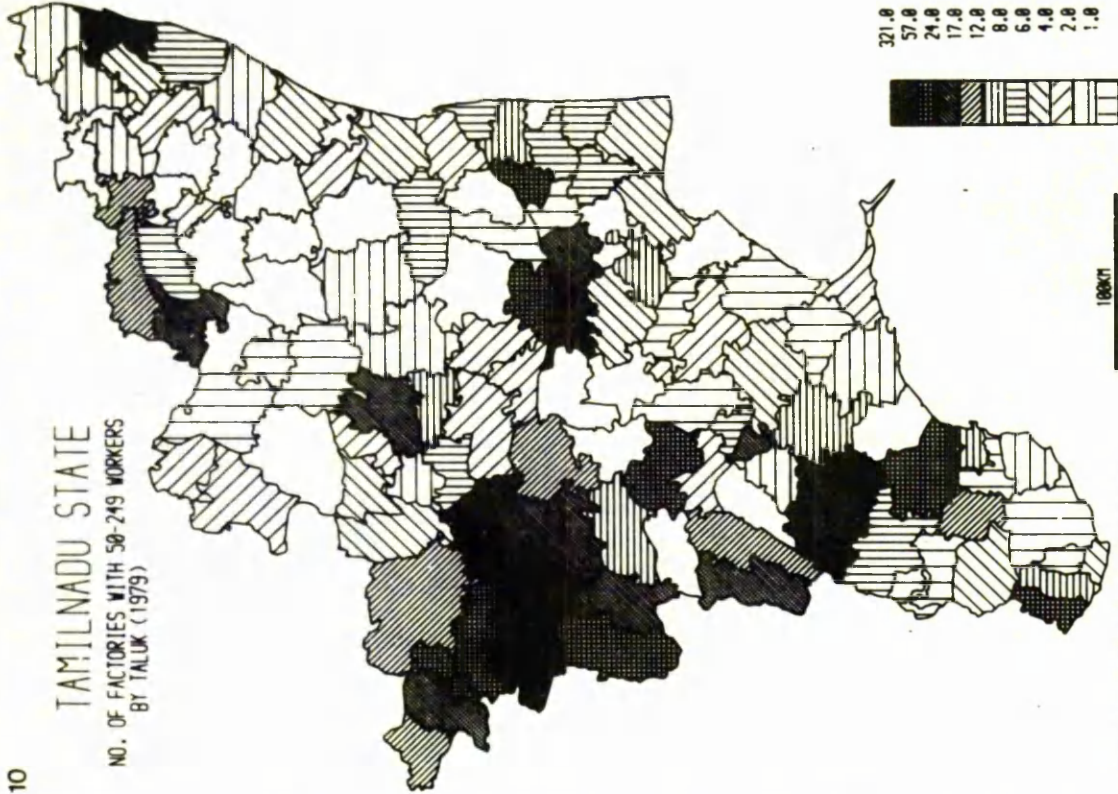 10
TAMILNADU STATE
NO. OF FACTORIES WITH 50-249 WORKERS
BY TALUK (1979)
321.0
57.0
24.0
17.0
12.0
8.0
6.0
4.0
2.0
1.0
100KM